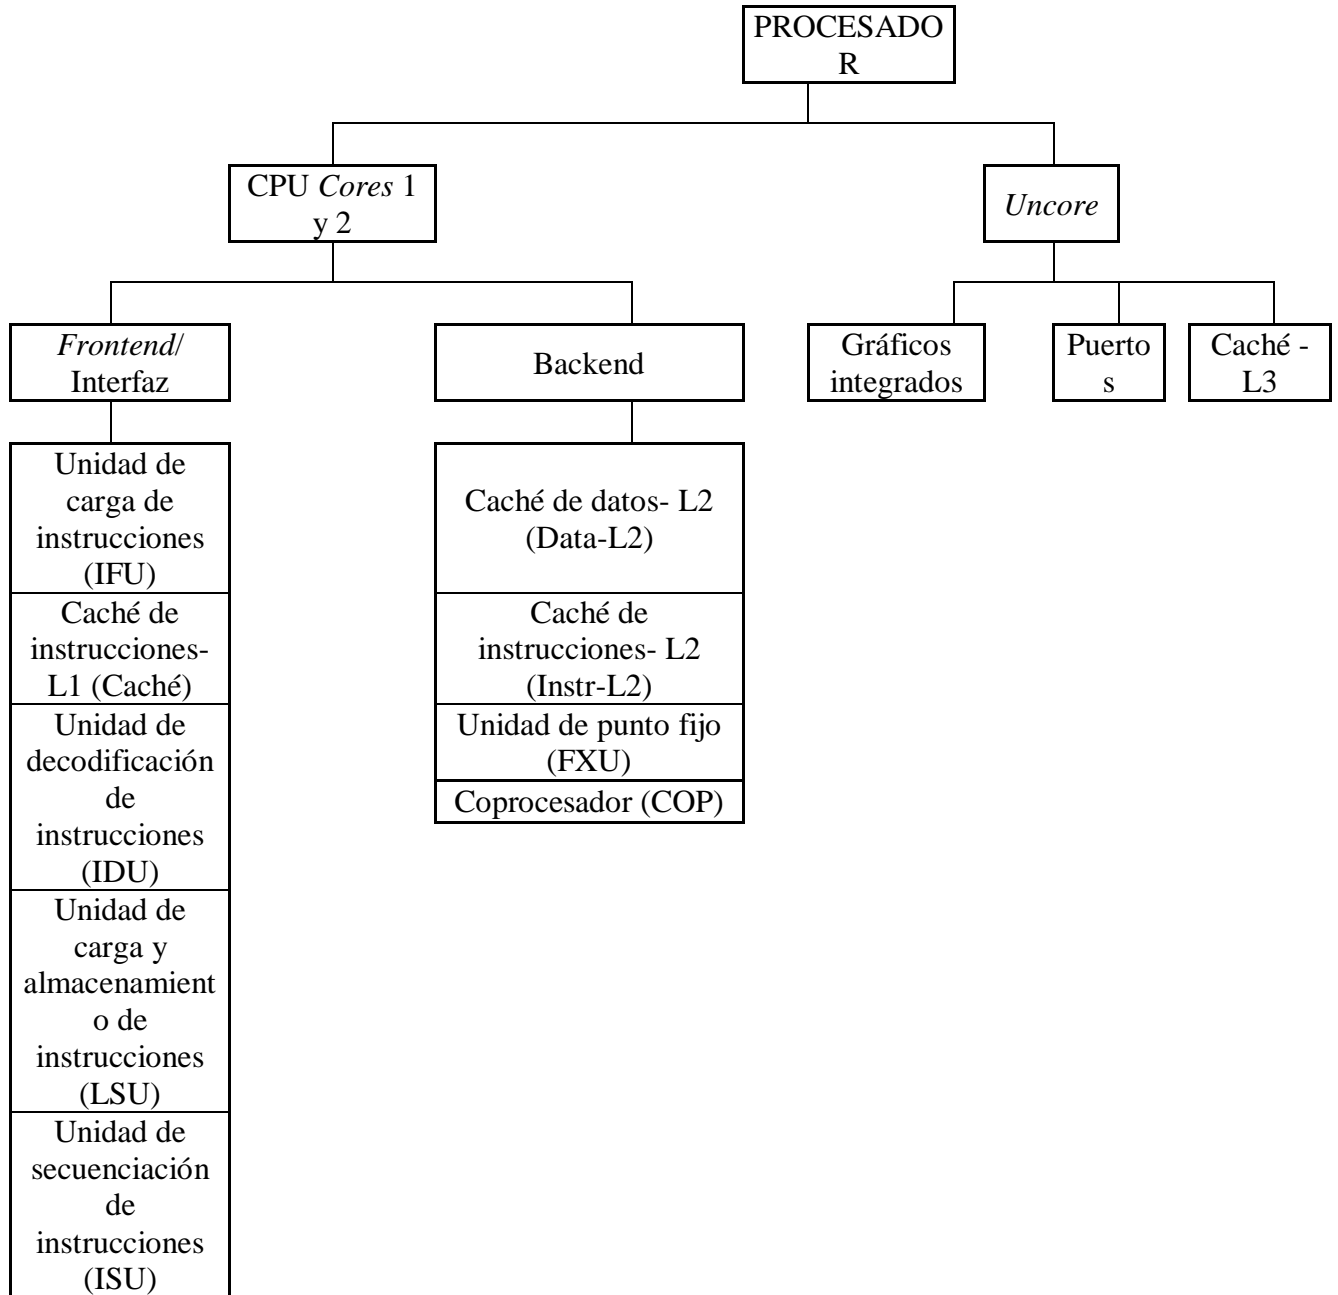 PROCESADO
R
CPU Cores 1
y 2
Uncore
Frontend/
Interfaz
Backend
Gráficos
integrados
Puerto
s
Caché -
L3
Unidad de
carga de
instrucciones
(IFU)
Caché de
instrucciones-
L1 (Caché)
Unidad de
decodificación
de
instrucciones
(IDU)
Unidad de
carga y
almacenamient
o de
instrucciones
(LSU)
Unidad de
secuenciación
de
instrucciones
(ISU)
Caché de datos- L2
(Data-L2)
Caché de
instrucciones- L2
(Instr-L2)
Unidad de punto fijo
(FXU)
Coprocesador (COP)